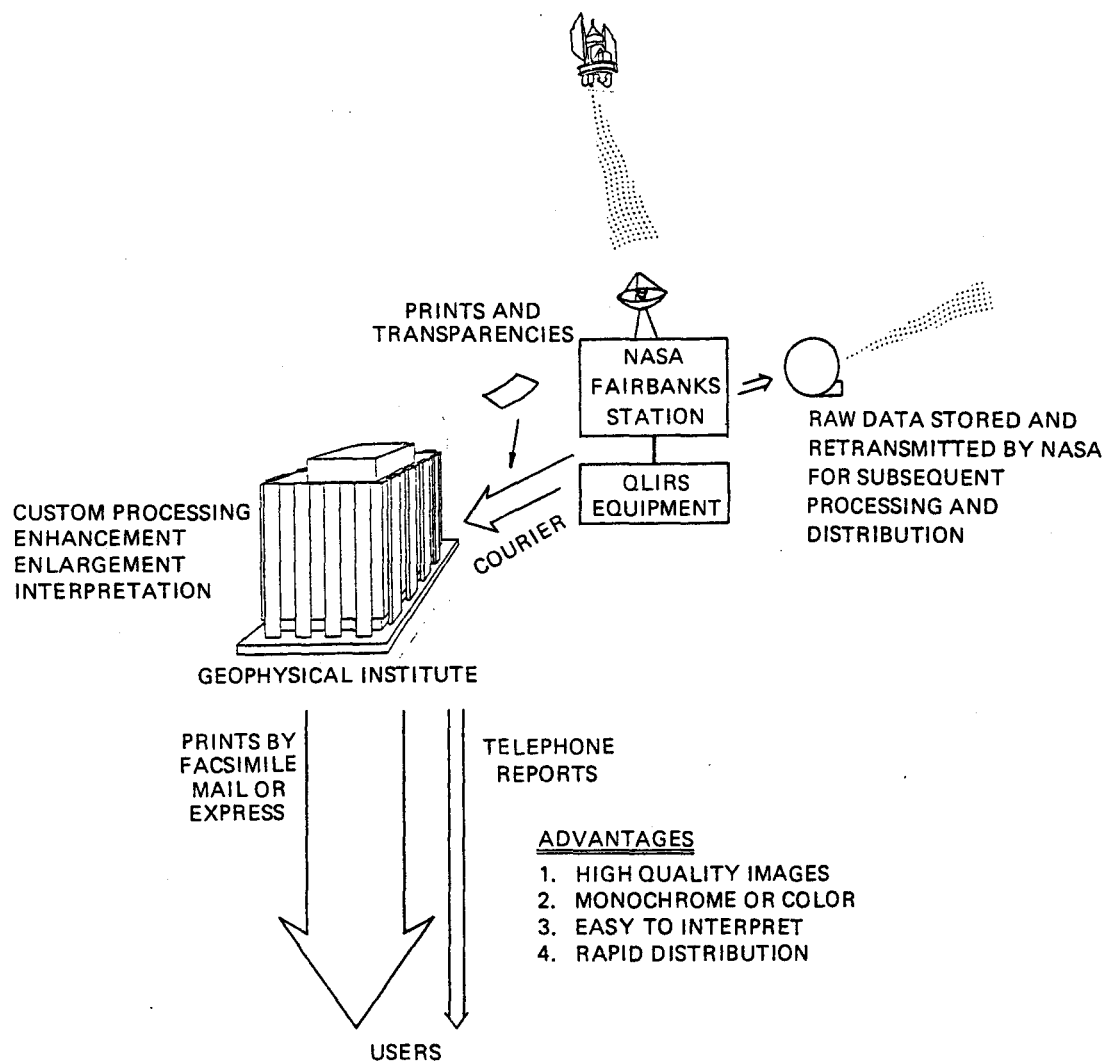 PRINTS AND
TRANSPARENCIES
NASA
FAIRBANKS
STATION
QLIRS
EQUIPMENT
RAW DATA STORED AND
RETRANSMITTED BY NASA
FOR SUBSEQUENT
PROCESSING AND
DISTRIBUTION
COURIER
CUSTOM PROCESSING
ENHANCEMENT
ENLARGEMENT
INTERPRETATION
GEOPHYSICAL INSTITUTE
PRINTS BY
FACSIMILE
MAIL OR
EXPRESS
TELEPHONE
REPORTS
ADVANTAGES
1. HIGH QUALITY IMAGES
2. MONOCHROME OR COLOR
3. EASY TO INTERPRET
4. RAPID DISTRIBUTION
USERS